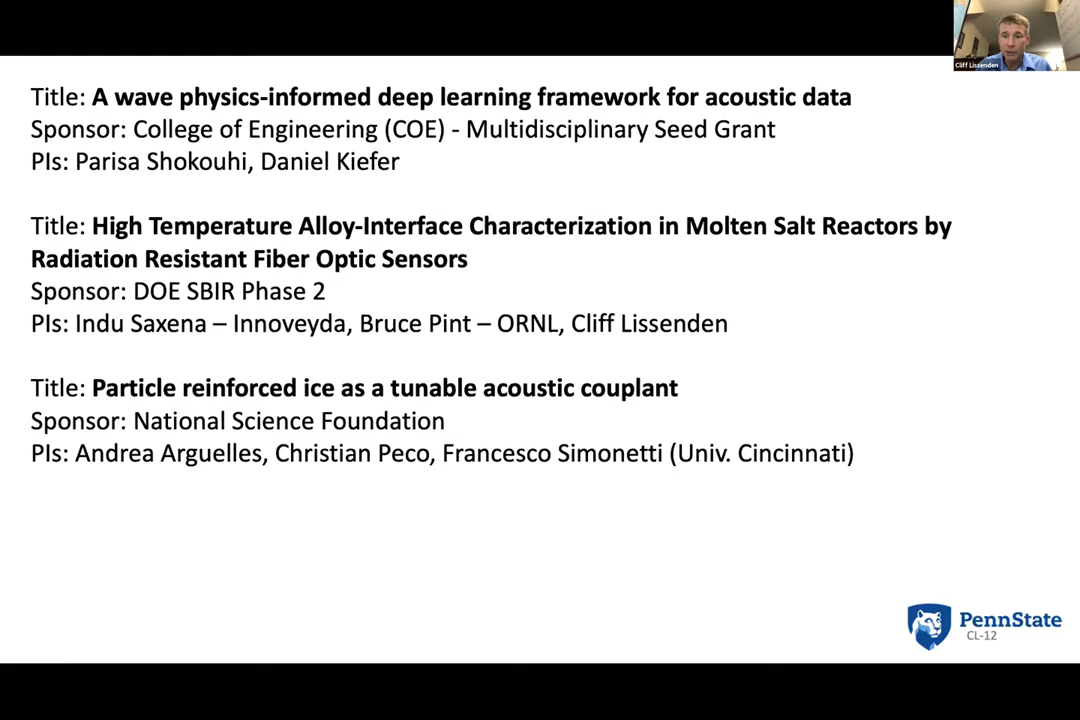 Cliff Lissenden
Title: A wave physics-informed deep learning framework for acoustic data
Sponsor: College of Engineering (COE) - Multidisciplinary Seed Grant
PIs: Parisa Shokouhi, Daniel Kiefer
Title: High Temperature Alloy-Interface Characterization in Molten Salt Reactors by
Radiation Resistant Fiber Optic Sensors
Sponsor: DOE SBIR Phase 2
PIs: Indu Saxena – Innoveyda, Bruce Pint – ORNL, Cliff Lissenden
Title: Particle reinforced ice as a tunable acoustic couplant
Sponsor: National Science Foundation
PIs: Andrea Arguelles, Christian Peco, Francesco Simonetti (Univ. Cincinnati)
PennState
CL-12